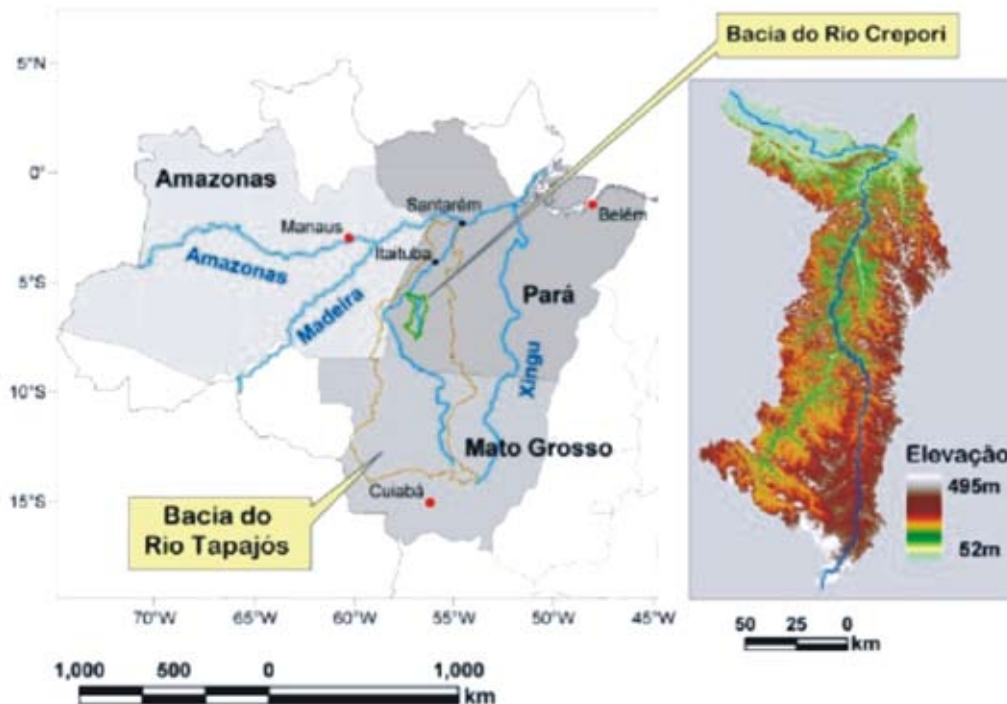 Bacia do Rio Crepori
5°N
0°
5°S
10°S
15°S
Amazonas
Santarém
Manaus
Belém
Itaituba
Amazonas
Madeira
Pará
Xingu
Mato Grosso
Cuiabá
Bacia do
Rio Tapajós
70°W
65°W
60°W
55°W
50°W
45°W
1,000
500
0
1,000
km
Elevação
495m
52m
50
25
0
km